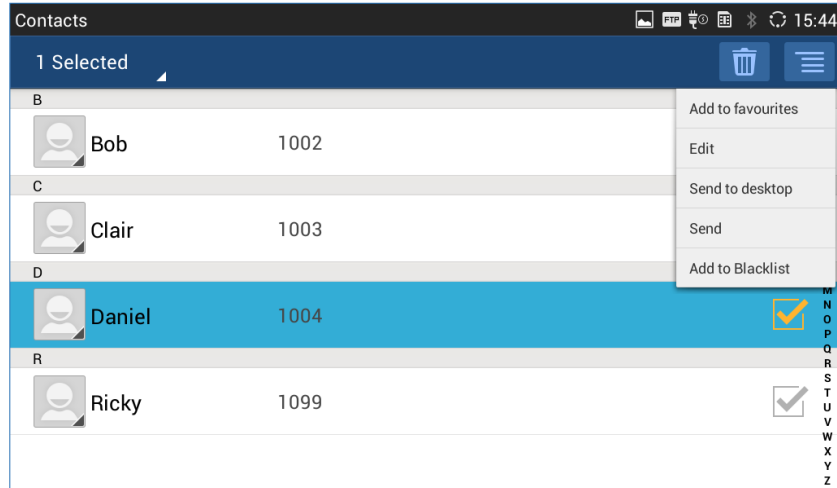 Contacts FTP 15:44
1 Selected
B
Bob 1002
C
Clair 1003
D
Daniel 1004
R
Ricky 1099
Add to favourites
Edit
Send to desktop
Send
Add to Blacklist
M
N
O
P
Q
R
S
T
U
V
W
X
Y
Z